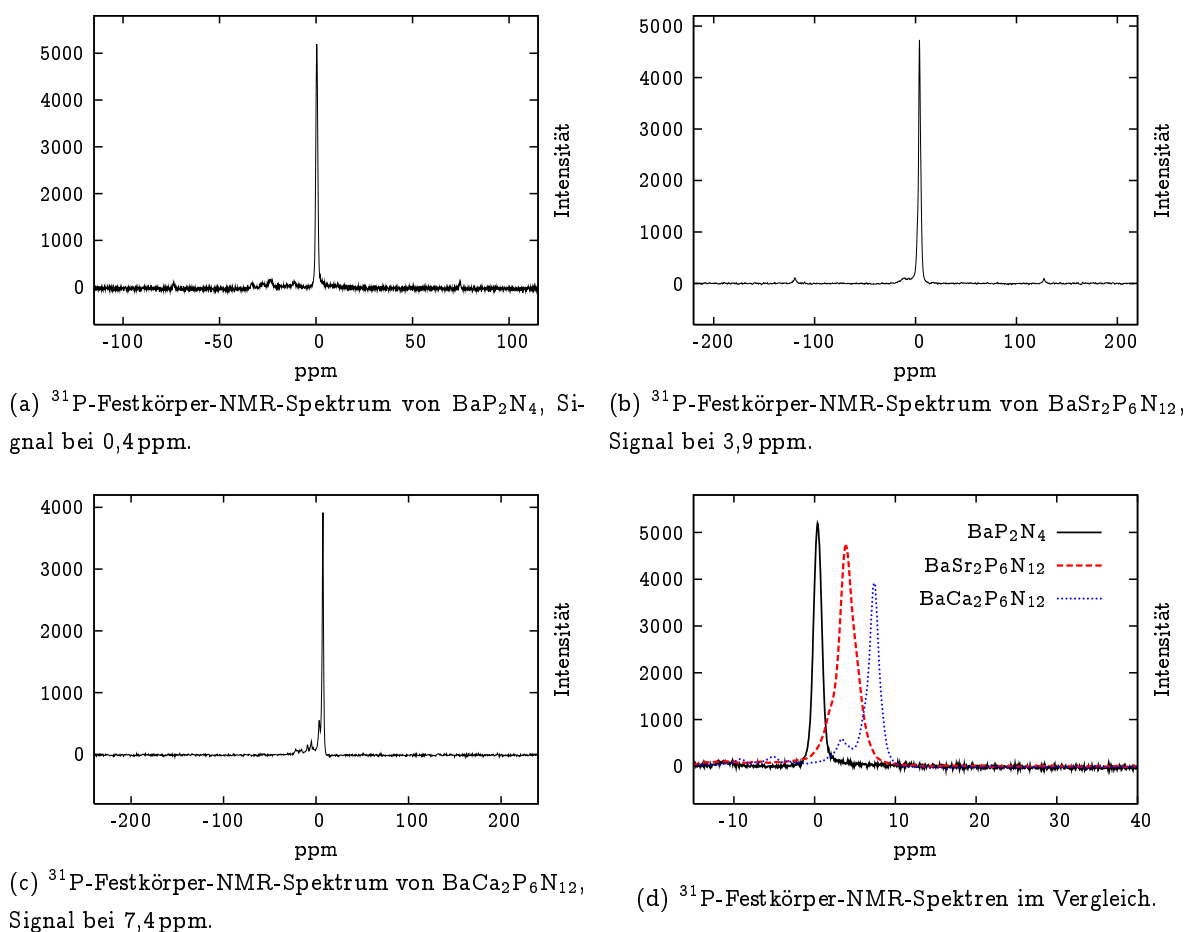 5000
4000
3000
2000
1000
0
-100 -50 0 50 100
ppm
Intensität
(a) ³¹P-Festkörper-NMR-Spektrum von BaP₂N₄, Si-
gnal bei 0,4 ppm.
5000
4000
3000
2000
1000
0
-200 -100 0 100 200
ppm
Intensität
(b) ³¹P-Festkörper-NMR-Spektrum von BaSr₂P₆N₁₂,
Signal bei 3,9 ppm.
4000
3000
2000
1000
0
-200 -100 0 100 200
ppm
Intensität
(c) ³¹P-Festkörper-NMR-Spektrum von BaCa₂P₆N₁₂,
Signal bei 7,4 ppm.
5000
4000
3000
2000
1000
0
BaP₂N₄
BaSr₂P₆N₁₂
BaCa₂P₆N₁₂
-10 0 10 20 30 40
ppm
Intensität
(d) ³¹P-Festkörper-NMR-Spektren im Vergleich.